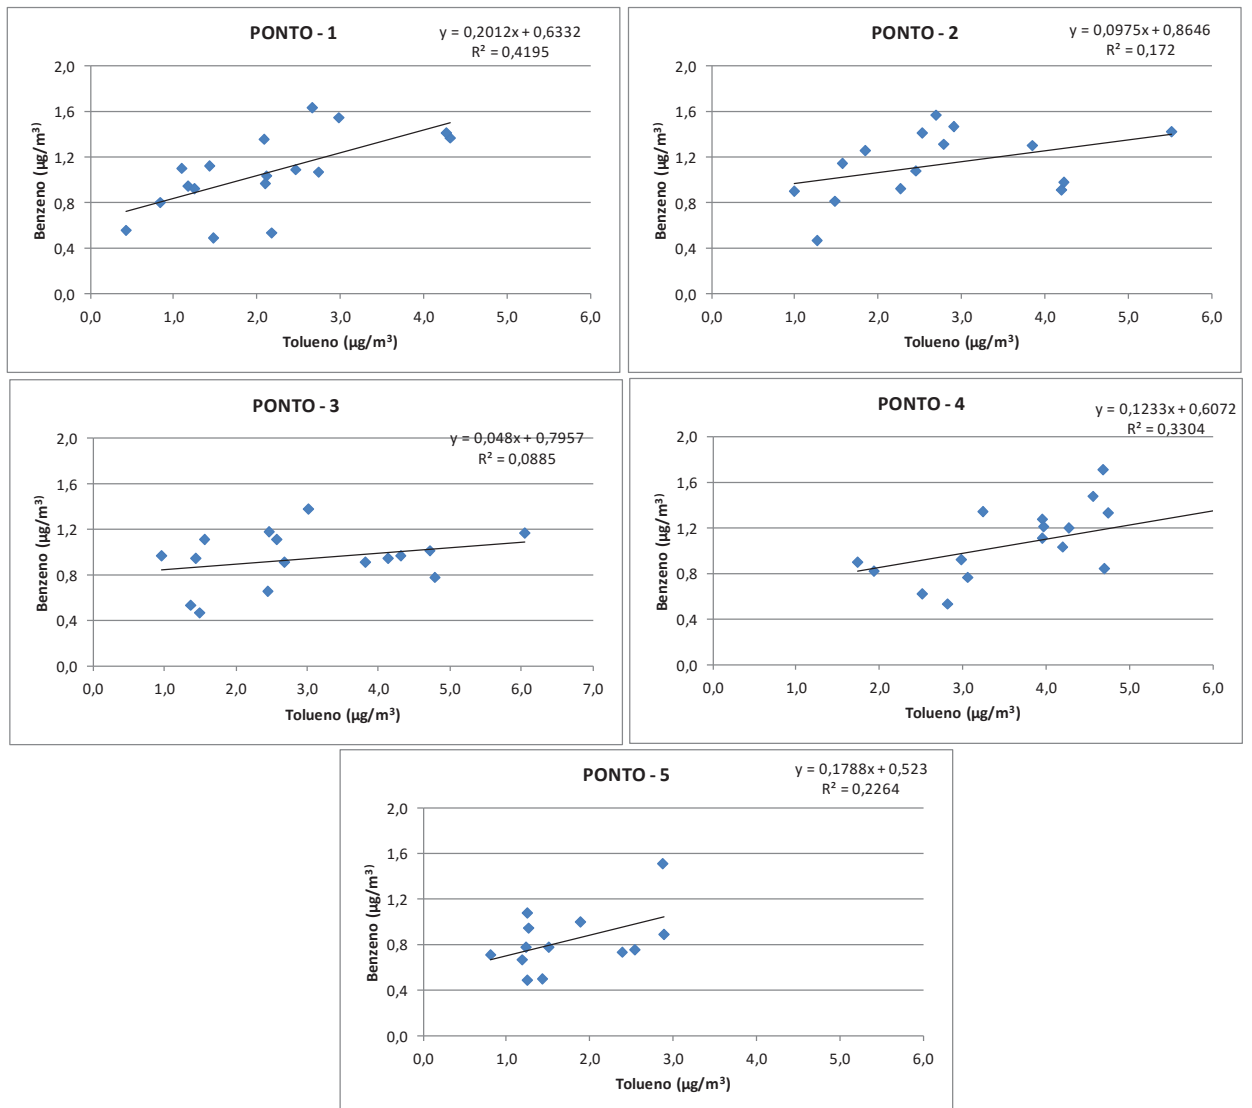 PONTO - 1
y = 0,2012x + 0,6332
R² = 0,4195
2,0
1,6
1,2
0,8
0,4
0,0
Benzeno (µg/m³)
0,0 1,0 2,0 3,0 4,0 5,0 6,0
Tolueno (µg/m³)
PONTO - 2
y = 0,0975x + 0,8646
R² = 0,172
2,0
1,6
1,2
0,8
0,4
0,0
Benzeno (µg/m³)
0,0 1,0 2,0 3,0 4,0 5,0 6,0
Tolueno (µg/m³)
PONTO - 3
y = 0,048x + 0,7957
R² = 0,0885
2,0
1,6
1,2
0,8
0,4
0,0
Benzeno (µg/m³)
0,0 1,0 2,0 3,0 4,0 5,0 6,0 7,0
Tolueno (µg/m³)
PONTO - 4
y = 0,1233x + 0,6072
R² = 0,3304
2,0
1,6
1,2
0,8
0,4
0,0
Benzeno (µg/m³)
0,0 1,0 2,0 3,0 4,0 5,0 6,0
Tolueno (µg/m³)
PONTO - 5
y = 0,1788x + 0,523
R² = 0,2264
2,0
1,6
1,2
0,8
0,4
0,0
Benzeno (µg/m³)
0,0 1,0 2,0 3,0 4,0 5,0 6,0
Tolueno (µg/m³)